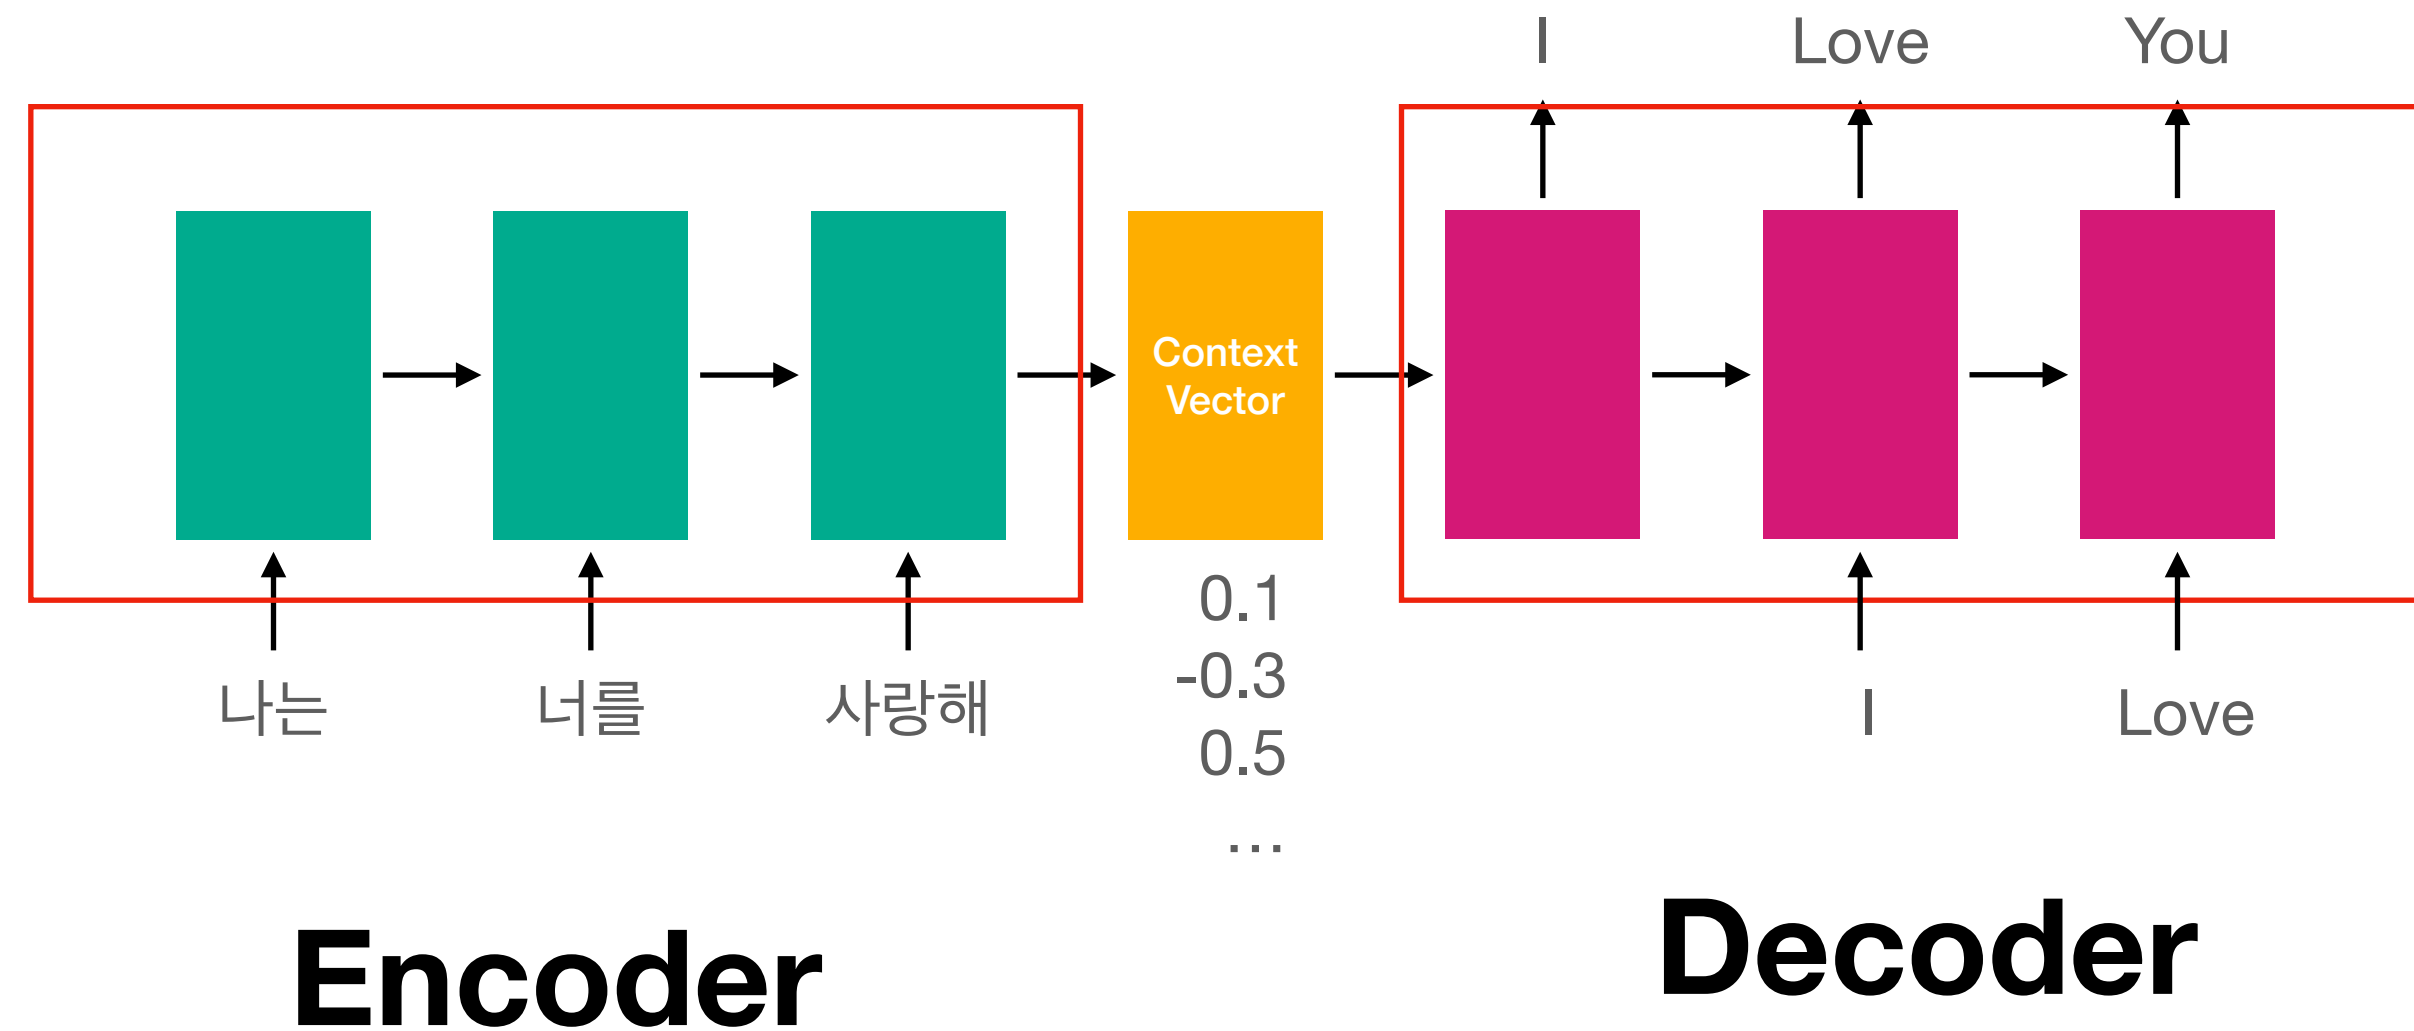 I Love You
Context
Vector
나는 너를 사랑해
0.1
-0.3
0.5
...
I Love
Encoder
Decoder